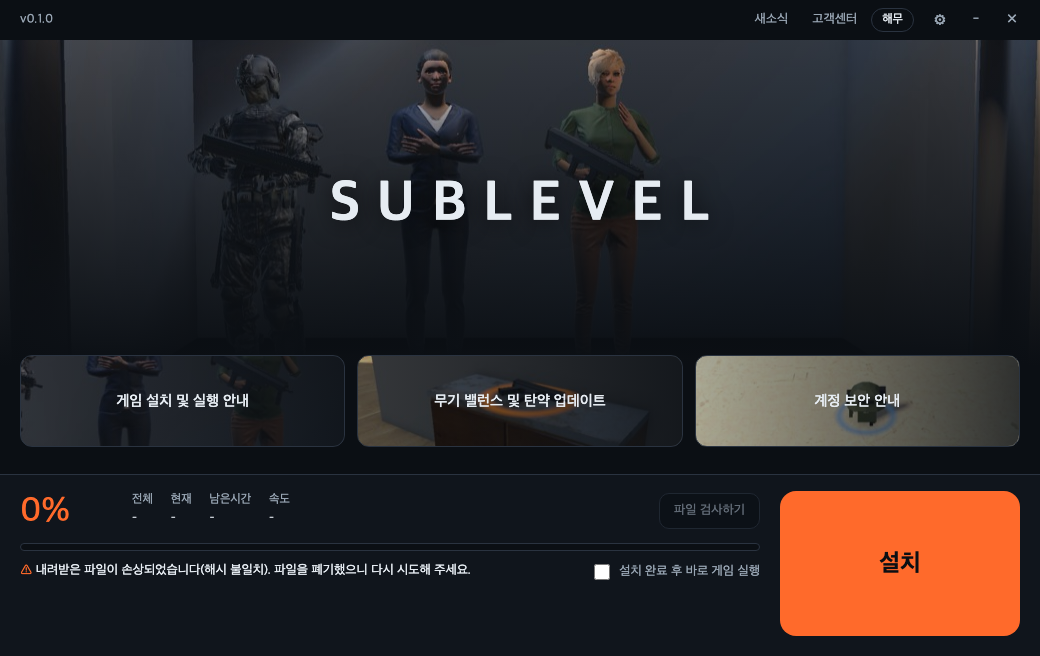 v0.1.0
새소식 고객센터 해무
SUBLEVEL
게임 설치 및 실행 안내
무기 밸런스 및 탄약 업데이트
계정 보안 안내
0%
전체 현재 남은시간 속도
- - - -
파일 검사하기
설치
내려받은 파일이 손상되었습니다(해시 불일치). 파일을 폐기했으니 다시 시도해 주세요.
설치 완료 후 바로 게임 실행